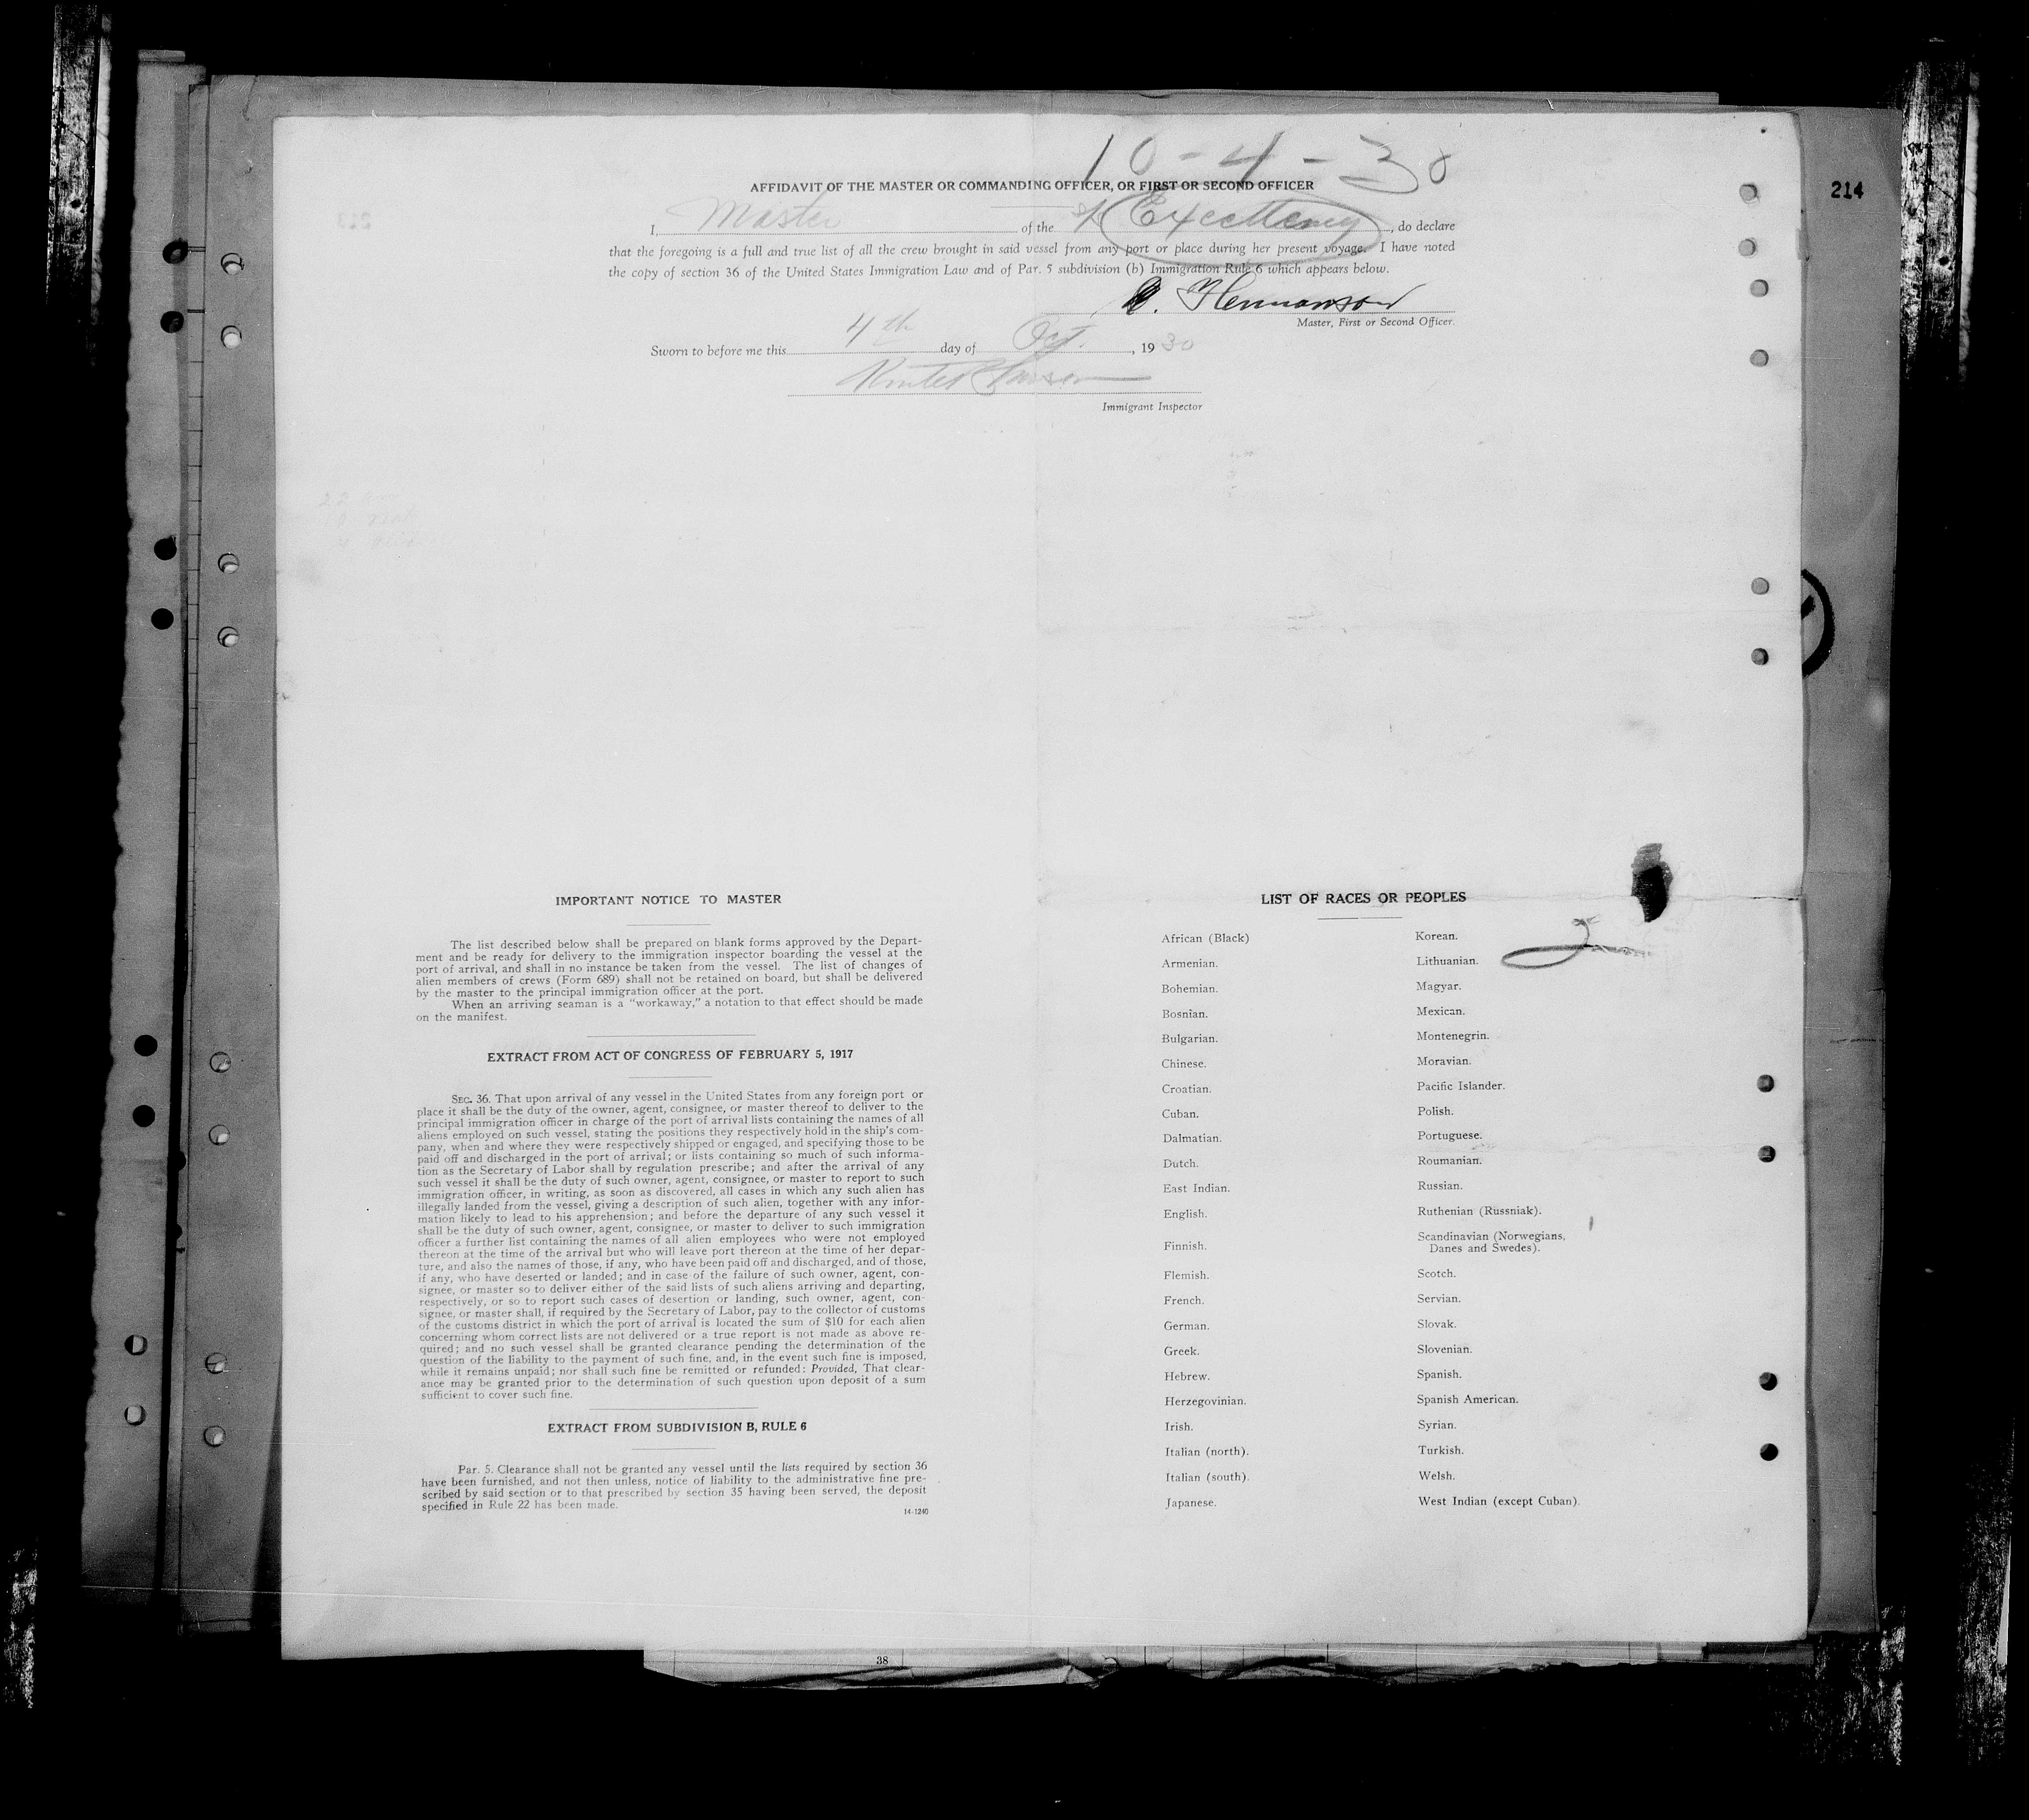 10-4-30
214
AFFIDAVIT OF THE MASTER OR COMMANDING OFFICER, OR FIRST OR SECOND OFFICER
I, Master of the Excellency, do declare
that the foregoing is a full and true list of all the crew brought in said vessel from any port or place during her present voyage. I have noted
the copy of section 36 of the United States Immigration Law and of Par. 5 subdivision (b) Immigration Rule 6 which appears below.
Hermanson
Master, First or Second Officer.
Sworn to before me this 4th day of Oct., 1930
Immigrant Inspector
IMPORTANT NOTICE TO MASTER
The list described below shall be prepared on blank forms approved by the Depart-
ment and be ready for delivery to the immigration inspector boarding the vessel at the
port of arrival, and shall in no instance be taken from the vessel. The list of changes of
alien members of crews (Form 689) shall not be retained on board, but shall be delivered
by the master to the principal immigration officer at the port.
When an arriving seaman is a "workaway," a notation to that effect should be made
on the manifest.
EXTRACT FROM ACT OF CONGRESS OF FEBRUARY 5, 1917
SEC. 36. That upon arrival of any vessel in the United States from any foreign port or
place it shall be the duty of the owner, agent, consignee, or master thereof to deliver to the
principal immigration officer in charge of the port of arrival lists containing the names of all
aliens employed on such vessel, stating the positions they respectively hold in the ship's com-
pany, when and where they were respectively shipped or engaged, and specifying those to be
paid off and discharged in the port of arrival; or lists containing so much of such informa-
tion as the Secretary of Labor shall by regulation prescribe; and after the arrival of any
such vessel it shall be the duty of such owner, agent, consignee, or master to report to such
immigration officer, in writing, as soon as discovered, all cases in which any such alien has
illegally landed from the vessel, giving a description of such alien, together with any infor-
mation likely to lead to his apprehension; and before the departure of any such vessel it
shall be the duty of such owner, agent, consignee, or master to deliver to such immigration
officer a further list containing the names of all alien employees who were not employed
thereon at the time of the arrival but who will leave port thereon at the time of her depar-
ture, and also the names of those, if any, who have been paid off and discharged, and of those,
if any, who have deserted or landed; and in case of the failure of such owner, agent, con-
signee, or master so to deliver either of the said lists of such aliens arriving and departing,
respectively, or so to report such cases of desertion or landing, such owner, agent, con-
signee, or master shall, if required by the Secretary of Labor, pay to the collector of customs
of the customs district in which the port of arrival is located the sum of $10 for each alien
concerning whom correct lists are not delivered or a true report is not made as above re-
quired; and no such vessel shall be granted clearance pending the determination of the
question of the liability to the payment of such fine, and, in the event such fine is imposed,
while it remains unpaid; nor shall such fine be remitted or refunded: Provided, That clear-
ance may be granted prior to the determination of such question upon deposit of a sum
sufficient to cover such fine.
EXTRACT FROM SUBDIVISION B, RULE 6
Par. 5. Clearance shall not be granted any vessel until the lists required by section 36
have been furnished, and not then unless, notice of liability to the administrative fine pre-
scribed by said section or to that prescribed by section 35 having been served, the deposit
specified in Rule 22 has been made.
14-1240
LIST OF RACES OR PEOPLES
African (Black)
Armenian.
Bohemian.
Bosnian.
Bulgarian.
Chinese.
Croatian.
Cuban.
Dalmatian.
Dutch.
East Indian.
English.
Finnish.
Flemish.
French.
German.
Greek.
Hebrew.
Herzegovinian.
Irish.
Italian (north).
Italian (south).
Japanese.
Korean.
Lithuanian.
Magyar.
Mexican.
Montenegrin.
Moravian.
Pacific Islander.
Polish.
Portuguese.
Roumanian.
Russian.
Ruthenian (Russniak).
Scandinavian (Norwegians,
Danes and Swedes).
Scotch.
Servian.
Slovak.
Slovenian.
Spanish.
Spanish American.
Syrian.
Turkish.
Welsh.
West Indian (except Cuban).
38